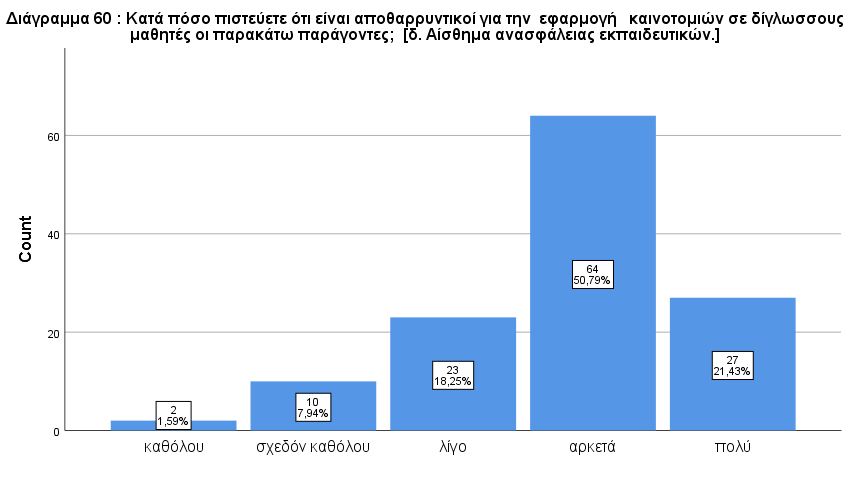 Διάγραμμα 60 : Κατά πόσο πιστεύετε ότι είναι αποθαρρυντικοί για την εφαρμογή καινοτομιών σε δίγλωσσους
μαθητές οι παρακάτω παράγοντες; [δ. Αίσθημα ανασφάλειας εκπαιδευτικών.]
Count
60
40
20
0
2
1,59%
10
7,94%
23
18,25%
64
50,79%
27
21,43%
καθόλου
σχεδόν καθόλου
λίγο
αρκετά
πολύ